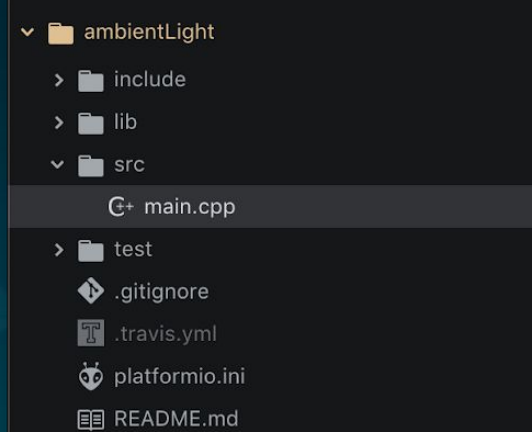 ambientLight
include
lib
src
C++ main.cpp
test
.gitignore
T .travis.yml
platformio.ini
README.md